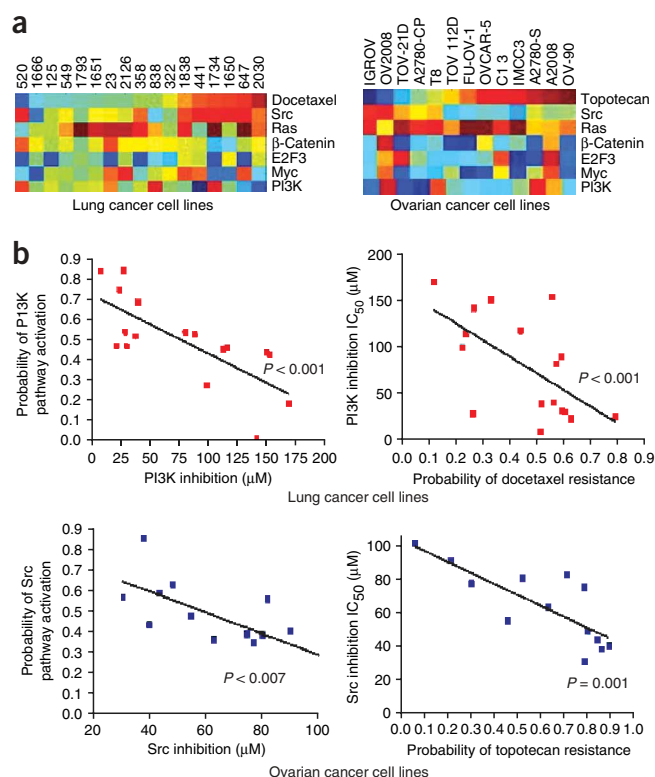 a
520 1666 125 549 1793 1651 23 2126 358 838 322 1838 441 1734 1650 647 2030
Docetaxel
Src
Ras
β-Catenin
E2F3
Myc
PI3K
Lung cancer cell lines
IGROV OV2008 TOV-21D A2780-CP T8 TOV 112D FU-OV-1 OVCAR-5 C1 3 IMCC3 A2780-S A2008 OV-90
Topotecan
Src
Ras
β-Catenin
E2F3
Myc
PI3K
Ovarian cancer cell lines
b
Probability of P13K
pathway activation
0.9
0.8
0.7
0.6
0.5
0.4
0.3
0.2
0.1
0.0
P < 0.001
0 25 50 75 100 125 150 175 200
PI3K inhibition (µM)
PI3K inhibition IC50 (µM)
200
150
100
50
0
P < 0.001
0.0 0.1 0.2 0.3 0.4 0.5 0.6 0.7 0.8 0.9
Probability of docetaxel resistance
Lung cancer cell lines
Probability of Src
pathway activation
0.9
0.8
0.7
0.6
0.5
0.4
0.3
0.2
0.1
0.0
P < 0.007
20 40 60 80 100
Src inhibition (µM)
Src inhibition IC50 (µM)
100
80
60
40
20
0
P = 0.001
0.0 0.1 0.2 0.3 0.4 0.5 0.6 0.7 0.8 0.9 1.0
Probability of topotecan resistance
Ovarian cancer cell lines